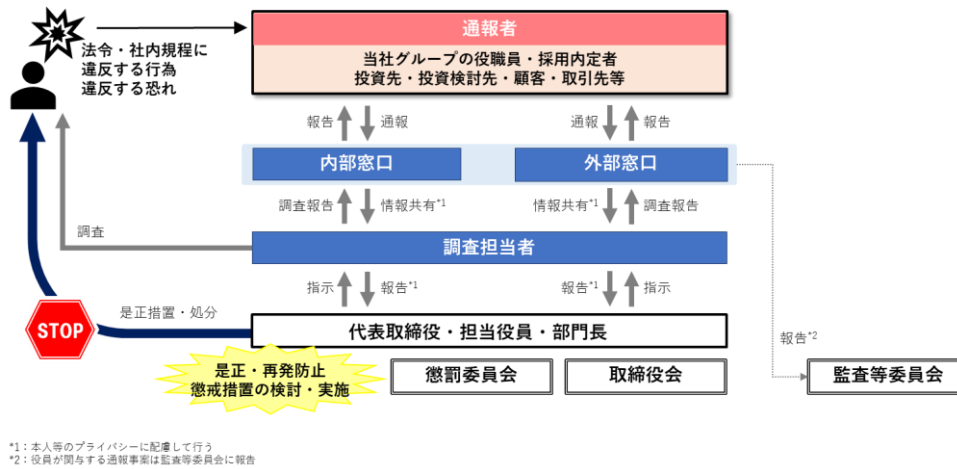 通報者
法令・社内規程に
違反する行為
違反する恐れ
当社グループの役職員・採用内定者
投資先・投資検討先・顧客・取引先等
報告 通報 通報 報告
内部窓口 外部窓口
調査報告 情報共有*1 情報共有*1 調査報告
調査
調査担当者
指示 報告*1 報告*1 指示
是正措置・処分
STOP
代表取締役・担当役員・部門長
報告*2
是正・再発防止
懲戒措置の検討・実施
懲罰委員会 取締役会 監査等委員会
*1：本人等のプライバシーに配慮して行う
*2：役員が関与する通報事案は監査等委員会に報告